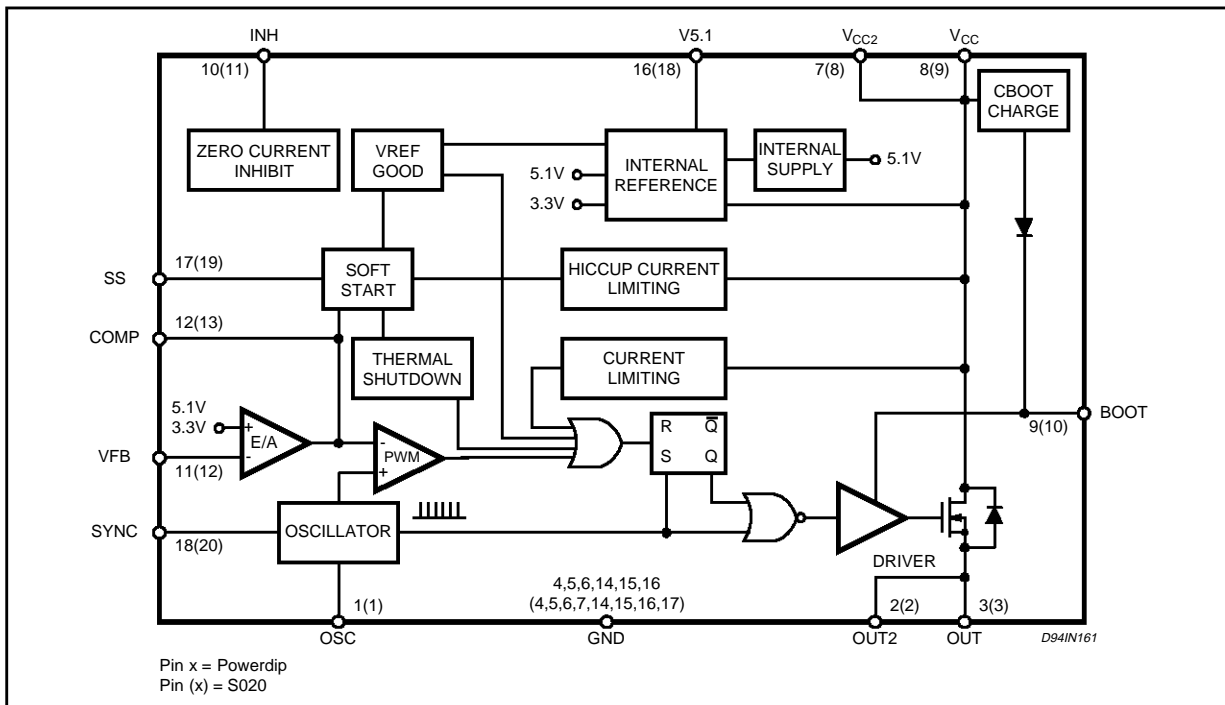 INH
V5.1
VCC2
VCC
10(11)
16(18)
7(8)
8(9)
CBOOT
CHARGE
ZERO CURRENT
INHIBIT
VREF
GOOD
INTERNAL
REFERENCE
INTERNAL
SUPPLY
5.1V
5.1V
3.3V
SS
17(19)
SOFT
START
HICCUP CURRENT
LIMITING
COMP
12(13)
THERMAL
SHUTDOWN
CURRENT
LIMITING
5.1V
3.3V
+
E/A
-
VFB
11(12)
-
PWM
+
R
Q
S
Q
BOOT
9(10)
SYNC
18(20)
OSCILLATOR
DRIVER
1(1)
OSC
4,5,6,14,15,16
(4,5,6,7,14,15,16,17)
GND
2(2)
OUT2
3(3)
OUT
D94IN161
Pin x = Powerdip
Pin (x) = S020